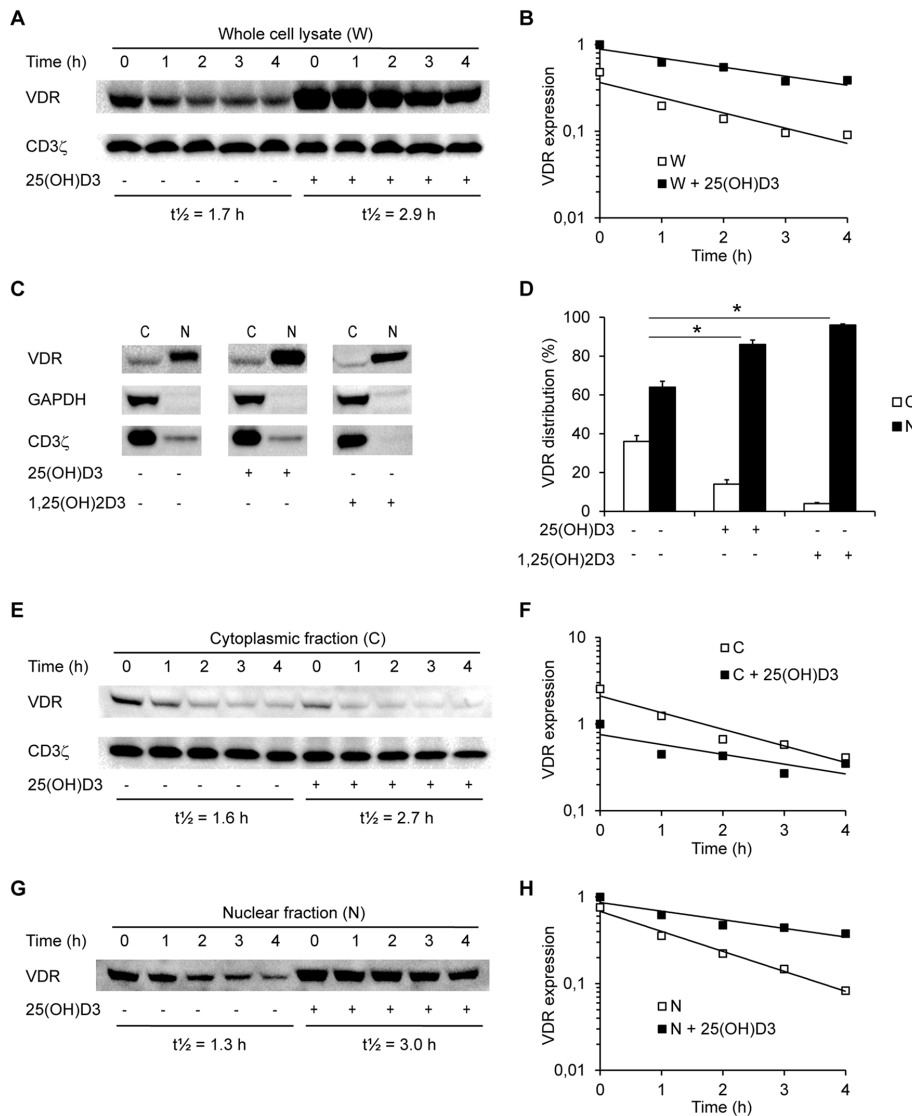 A
Whole cell lysate (W)
Time (h) 0 1 2 3 4 0 1 2 3 4
VDR
CD3ζ
25(OH)D3 - - - - - + + + + +
t½ = 1.7 h t½ = 2.9 h
B
VDR expression
1
0,1
0,01
W
W + 25(OH)D3
0 1 2 3 4
Time (h)
C
C N C N C N
VDR
GAPDH
CD3ζ
25(OH)D3 - - + + - -
1,25(OH)2D3 - - - - + +
D
VDR distribution (%)
100
80
60
40
20
0
* *
C
N
25(OH)D3 - - + + - -
1,25(OH)2D3 - - - - + +
E
Cytoplasmic fraction (C)
Time (h) 0 1 2 3 4 0 1 2 3 4
VDR
CD3ζ
25(OH)D3 - - - - - + + + + +
t½ = 1.6 h t½ = 2.7 h
F
VDR expression
10
1
0,1
C
C + 25(OH)D3
0 1 2 3 4
Time (h)
G
Nuclear fraction (N)
Time (h) 0 1 2 3 4 0 1 2 3 4
VDR
25(OH)D3 - - - - - + + + + +
t½ = 1.3 h t½ = 3.0 h
H
VDR expression
1
0,1
0,01
N
N + 25(OH)D3
0 1 2 3 4
Time (h)